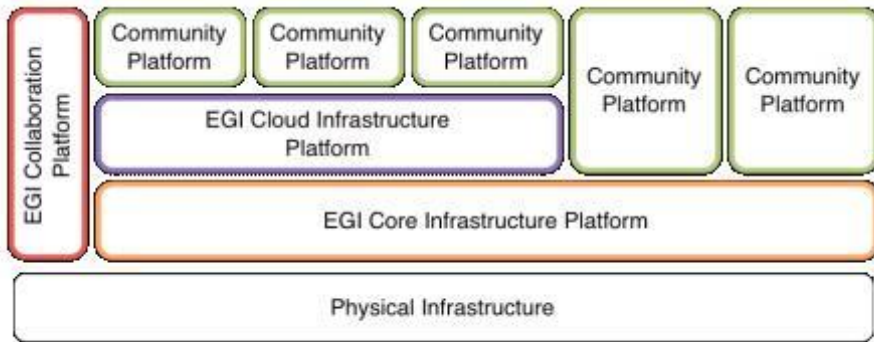 EGI Collaboration
Platform
Community
Platform
Community
Platform
Community
Platform
Community
Platform
Community
Platform
EGI Cloud Infrastructure
Platform
EGI Core Infrastructure Platform
Physical Infrastructure